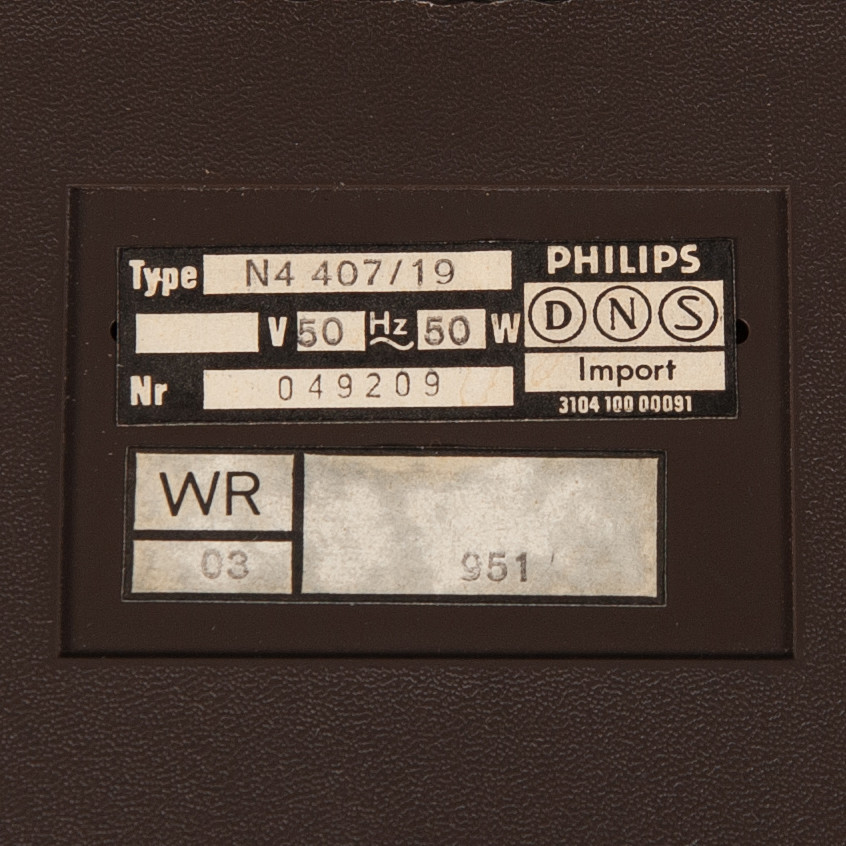 Type N4 407/19
V 50 Hz 50 W
Nr 049209
PHILIPS
D N S
Import
3104 100 00091
WR
03 951